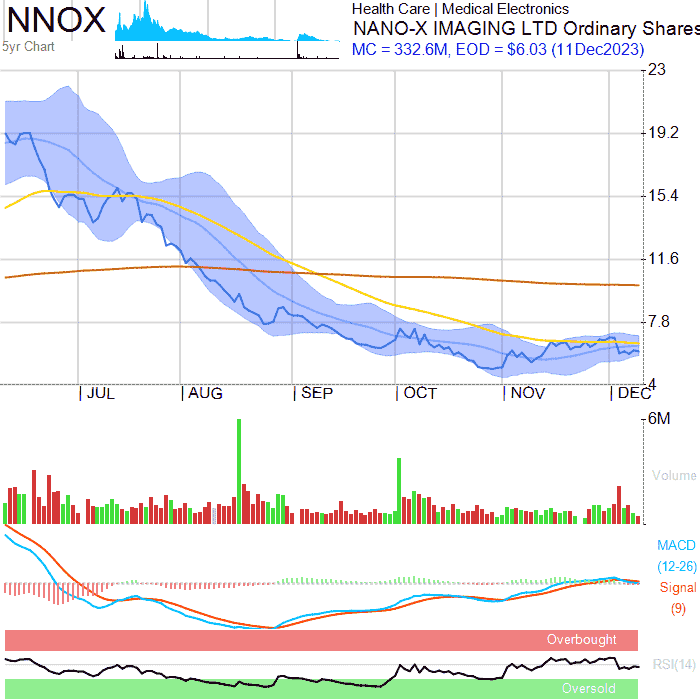 NNOX
5yr Chart
Health Care | Medical Electronics
NANO-X IMAGING LTD Ordinary Shares
MC = 332.6M, EOD = $6.03 (11Dec2023)
23
19.2
15.4
11.6
7.8
4
JUL AUG SEP OCT NOV DEC
6M
Volume
MACD
(12-26)
Signal
(9)
Overbought
RSI(14)
Oversold